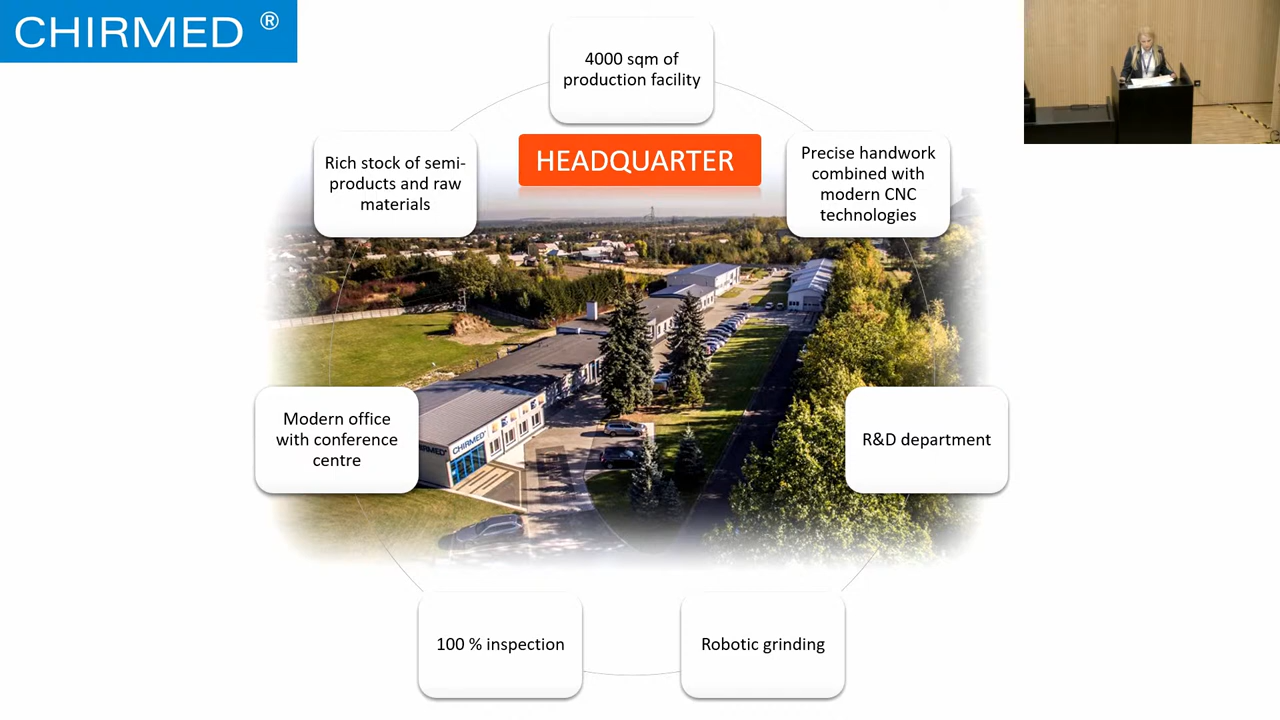 CHIRMED ®
4000 sqm of
production facility
HEADQUARTER
Rich stock of semi-
products and raw
materials
Precise handwork
combined with
modern CNC
technologies
Modern office
with conference
centre
CHIRMED
R&D department
100 % inspection
Robotic grinding